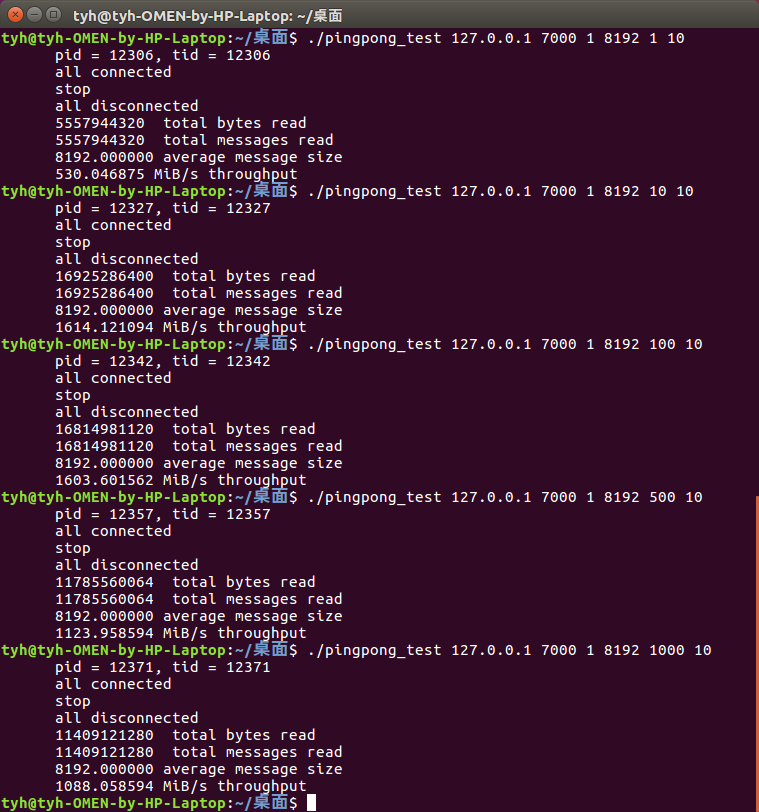 tyh@tyh-OMEN-by-HP-Laptop: ~/桌面
tyh@tyh-OMEN-by-HP-Laptop:~/桌面$ ./pingpong_test 127.0.0.1 7000 1 8192 1 10
pid = 12306, tid = 12306
all connected
stop
all disconnected
5557944320  total bytes read
5557944320  total messages read
8192.000000 average message size
530.046875 MiB/s throughput
tyh@tyh-OMEN-by-HP-Laptop:~/桌面$ ./pingpong_test 127.0.0.1 7000 1 8192 10 10
pid = 12327, tid = 12327
all connected
stop
all disconnected
16925286400  total bytes read
16925286400  total messages read
8192.000000 average message size
1614.121094 MiB/s throughput
tyh@tyh-OMEN-by-HP-Laptop:~/桌面$ ./pingpong_test 127.0.0.1 7000 1 8192 100 10
pid = 12342, tid = 12342
all connected
stop
all disconnected
16814981120  total bytes read
16814981120  total messages read
8192.000000 average message size
1603.601562 MiB/s throughput
tyh@tyh-OMEN-by-HP-Laptop:~/桌面$ ./pingpong_test 127.0.0.1 7000 1 8192 500 10
pid = 12357, tid = 12357
all connected
stop
all disconnected
11785560064  total bytes read
11785560064  total messages read
8192.000000 average message size
1123.958594 MiB/s throughput
tyh@tyh-OMEN-by-HP-Laptop:~/桌面$ ./pingpong_test 127.0.0.1 7000 1 8192 1000 10
pid = 12371, tid = 12371
all connected
stop
all disconnected
11409121280  total bytes read
11409121280  total messages read
8192.000000 average message size
1088.058594 MiB/s throughput
tyh@tyh-OMEN-by-HP-Laptop:~/桌面$